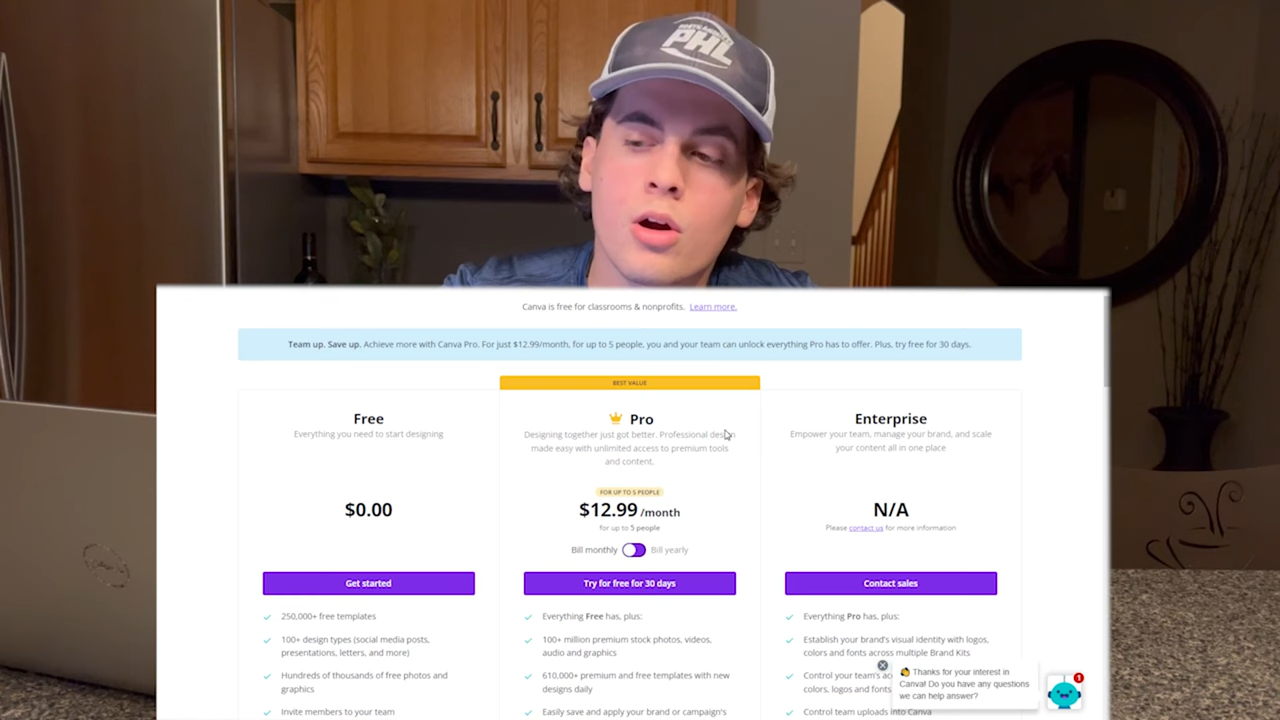 PHL
Canva is free for classrooms & nonprofits. Learn more.
Team up. Save up. Achieve more with Canva Pro. For just $12.99/month, for up to 5 people, you and your team can unlock everything Pro has to offer. Plus, try free for 30 days.
BEST VALUE
Free
Everything you need to start designing
$0.00
Get started
250,000+ free templates
100+ design types (social media posts,
presentations, letters, and more)
Hundreds of thousands of free photos and
graphics
Invite members to your team
Pro
Designing together just got better. Professional design
made easy with unlimited access to premium tools
and content.
FOR UP TO 5 PEOPLE
$12.99 /month
for up to 5 people
Bill monthly Bill yearly
Try for free for 30 days
Everything Free has, plus:
100+ million premium stock photos, videos,
audio and graphics
610,000+ premium and free templates with new
designs daily
Easily save and apply your brand or campaign's
Enterprise
Empower your team, manage your brand, and scale
your content all in one place
N/A
Please contact us for more information
Contact sales
Everything Pro has, plus:
Establish your brand's visual identity with logos,
colors and fonts across multiple Brand Kits
Control your team's
colors, logos and fonts
Control team uploads into Canva
Thanks for your interest in
Canva! Do you have any questions
we can help answer?
1